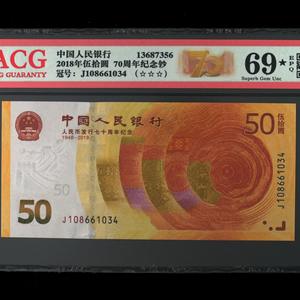 ACG
NG GUARANTY
中国人民银行 13687356
2018年伍拾圆 70周年纪念钞
冠号: J108661034 (☆☆☆)
70
69★
EPQ
Superb Gem Unc
中国人民银行
人民币发行七十周年纪念
1948-2018
50
伍拾圆
50
J108661034
J108661034